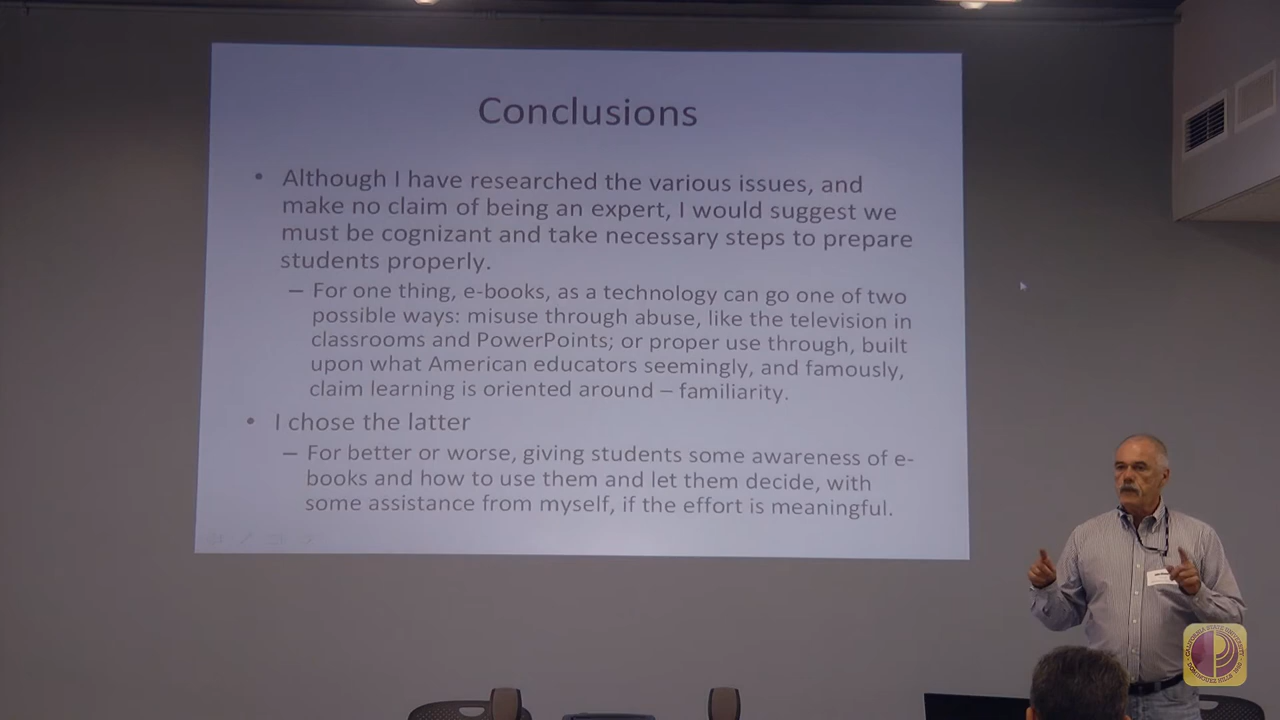 Conclusions
• Although I have researched the various issues, and
make no claim of being an expert, I would suggest we
must be cognizant and take necessary steps to prepare
students properly.
– For one thing, e-books, as a technology can go one of two
possible ways: misuse through abuse, like the television in
classrooms and PowerPoints; or proper use through, built
upon what American educators seemingly, and famously,
claim learning is oriented around – familiarity.
• I chose the latter
– For better or worse, giving students some awareness of e-
books and how to use them and let them decide, with
some assistance from myself, if the effort is meaningful.
CALIFORNIA STATE UNIVERSITY
DOMINGUEZ HILLS